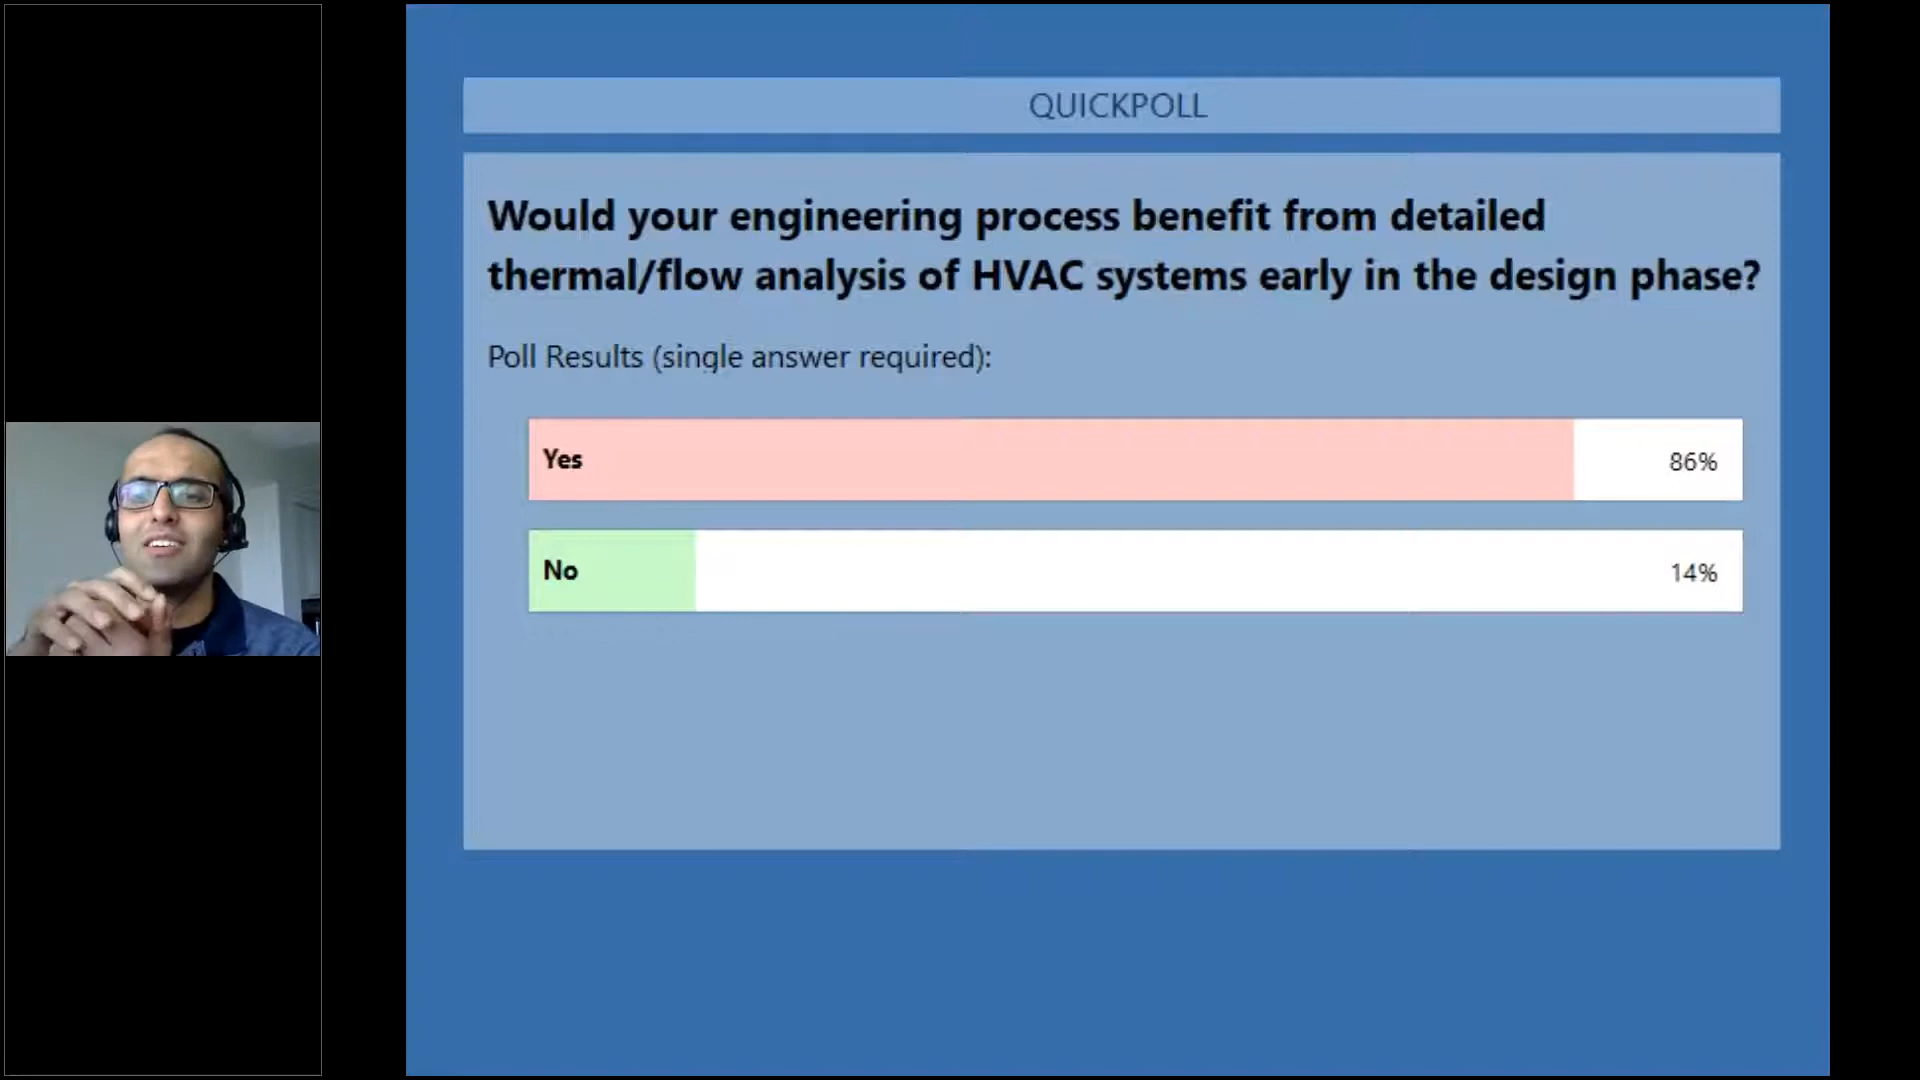 QUICKPOLL
Would your engineering process benefit from detailed
thermal/flow analysis of HVAC systems early in the design phase?
Poll Results (single answer required):
Yes 86%
No 14%